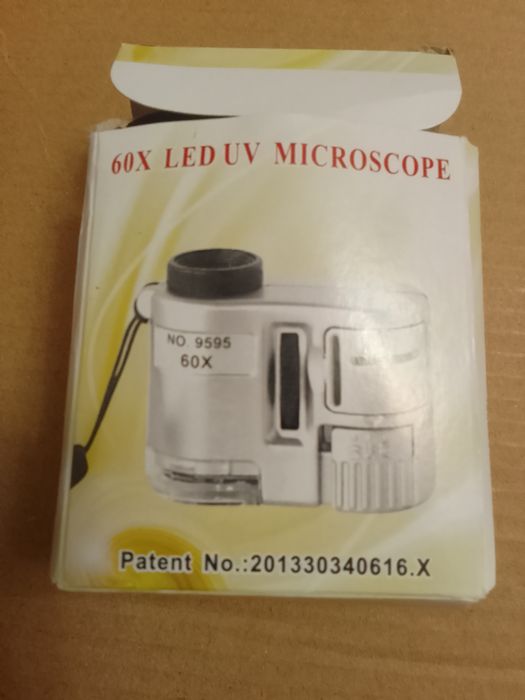 60X LED UV MICROSCOPE
NO. 9595
60X
Patent No.:201330340616.X